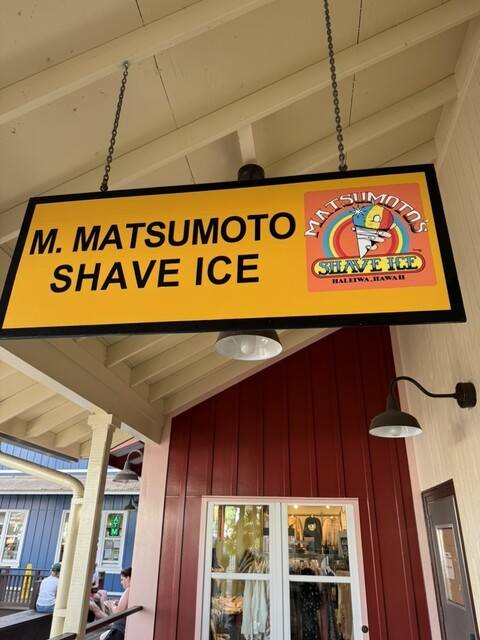 M. MATSUMOTO
SHAVE ICE
MATSUMOTO'S
SHAVE ICE
HALEIWA, HAWAII